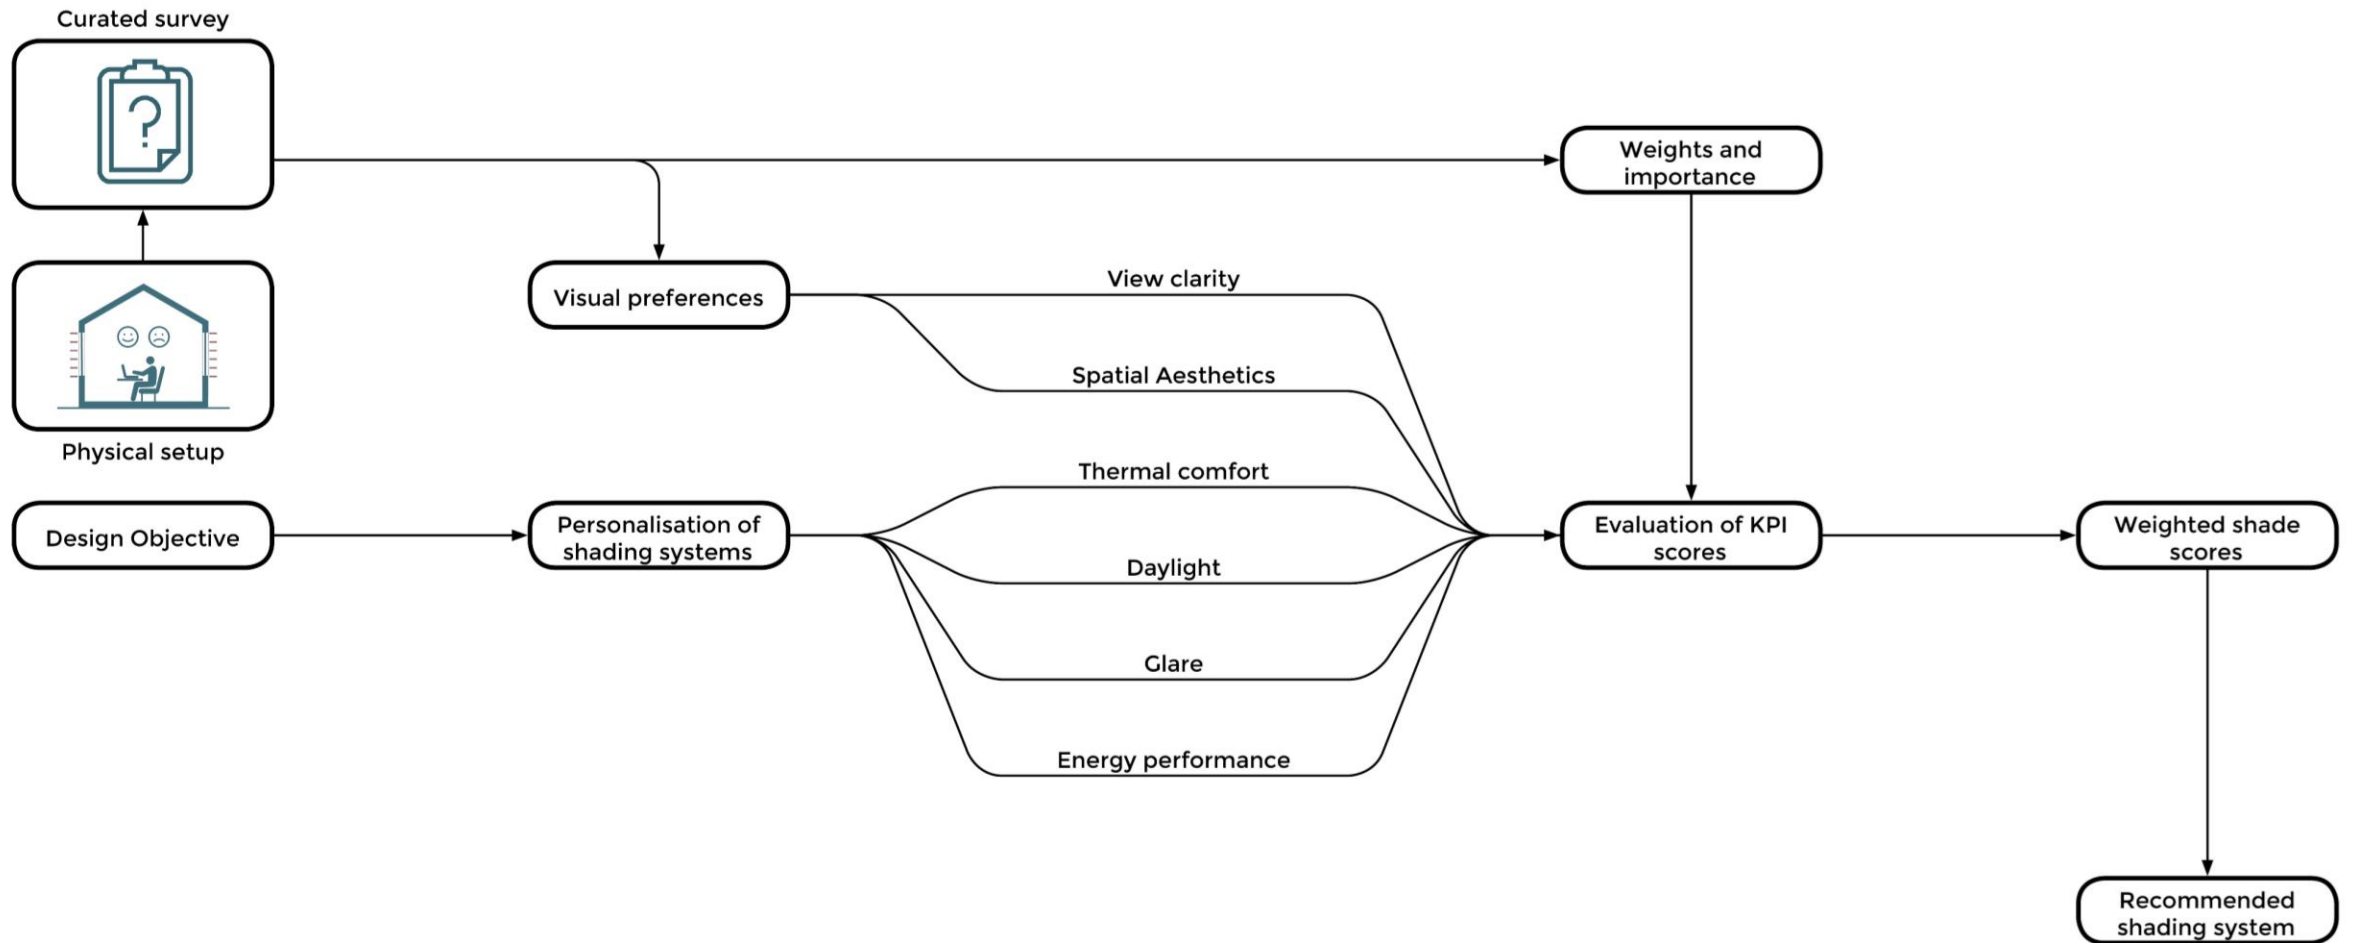 Curated survey
?
Weights and
importance
Visual preferences
View clarity
Spatial Aesthetics
Physical setup
Thermal comfort
Design Objective
Personalisation of
shading systems
Daylight
Evaluation of KPI
scores
Weighted shade
scores
Glare
Energy performance
Recommended
shading system